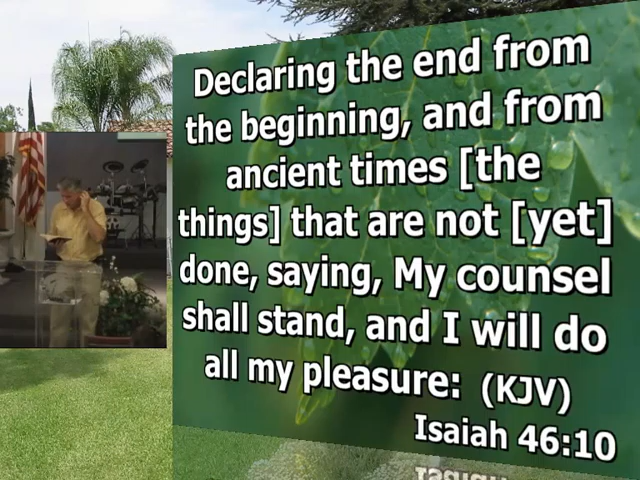 Declaring the end from
the beginning, and from
ancient times [the
things] that are not [yet]
done, saying, My counsel
shall stand, and I will do
all my pleasure: (KJV)
Isaiah 46:10